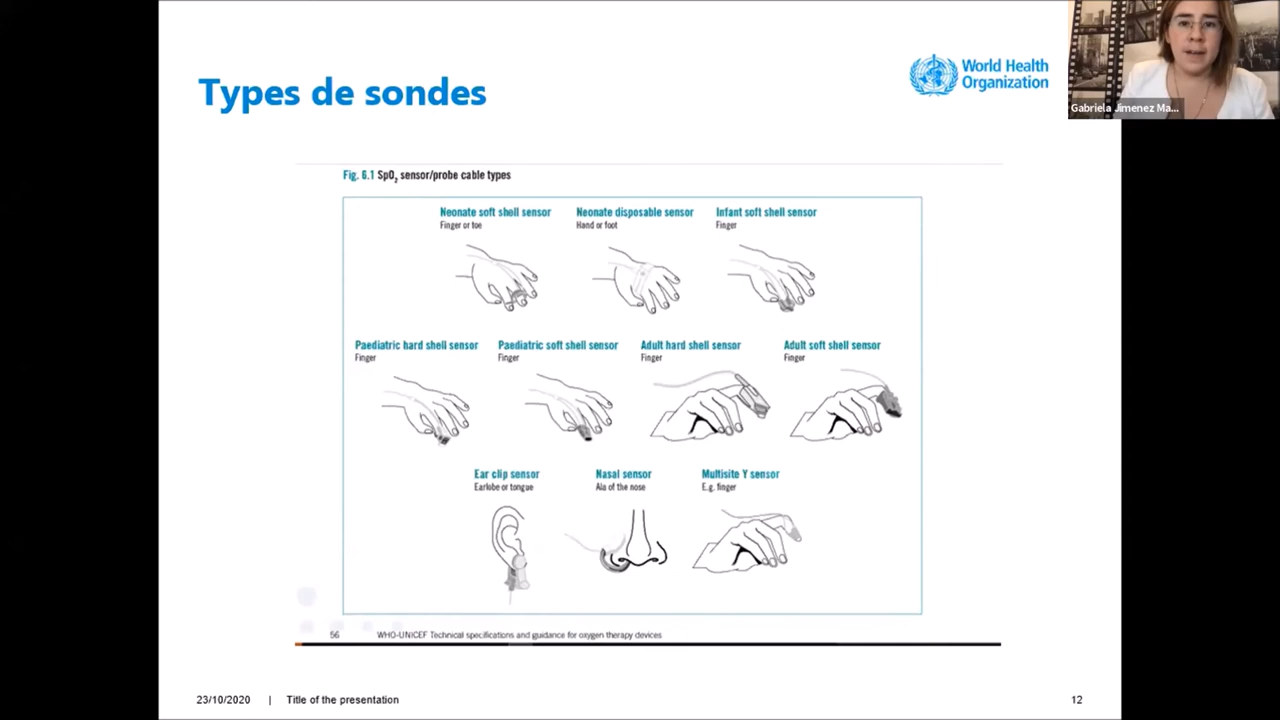 Types de sondes
World Health
Organization
Gabriela Jimenez Ma...
Fig. 6.1 SpO₂ sensor/probe cable types
Neonate soft shell sensor
Finger or toe
Neonate disposable sensor
Hand or foot
Infant soft shell sensor
Finger
Paediatric hard shell sensor
Finger
Paediatric soft shell sensor
Finger
Adult hard shell sensor
Finger
Adult soft shell sensor
Finger
Ear clip sensor
Earlobe or tongue
Nasal sensor
Ala of the nose
Multisite Y sensor
E.g. finger
56 WHO-UNICEF Technical specifications and guidance for oxygen therapy devices
23/10/2020 | Title of the presentation 12